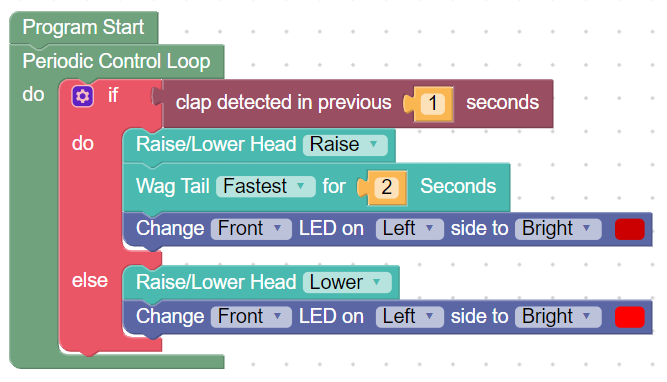 Program Start
Periodic Control Loop
do if clap detected in previous 1 seconds
do Raise/Lower Head Raise
Wag Tail Fastest for 2 Seconds
Change Front LED on Left side to Bright
else Raise/Lower Head Lower
Change Front LED on Left side to Bright